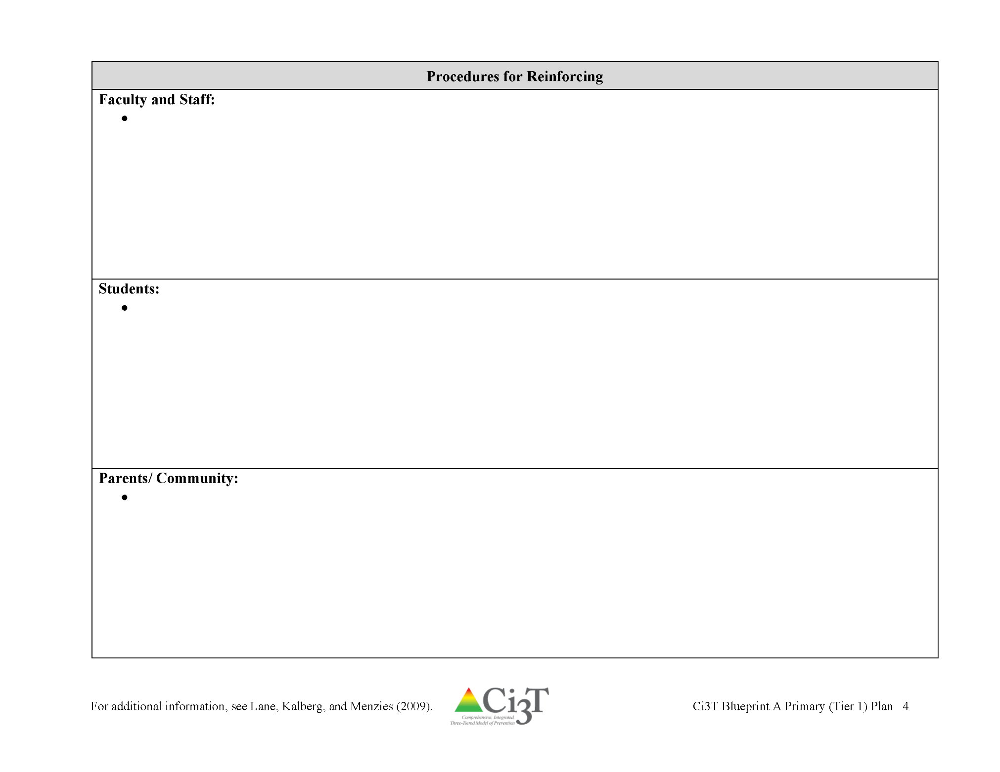 Procedures for Reinforcing
Faculty and Staff:
•
Students:
•
Parents/ Community:
•
For additional information, see Lane, Kalberg, and Menzies (2009).
Ci3T
Comprehensive, Integrated,
Three-Tiered Model of Prevention
Ci3T Blueprint A Primary (Tier 1) Plan 4